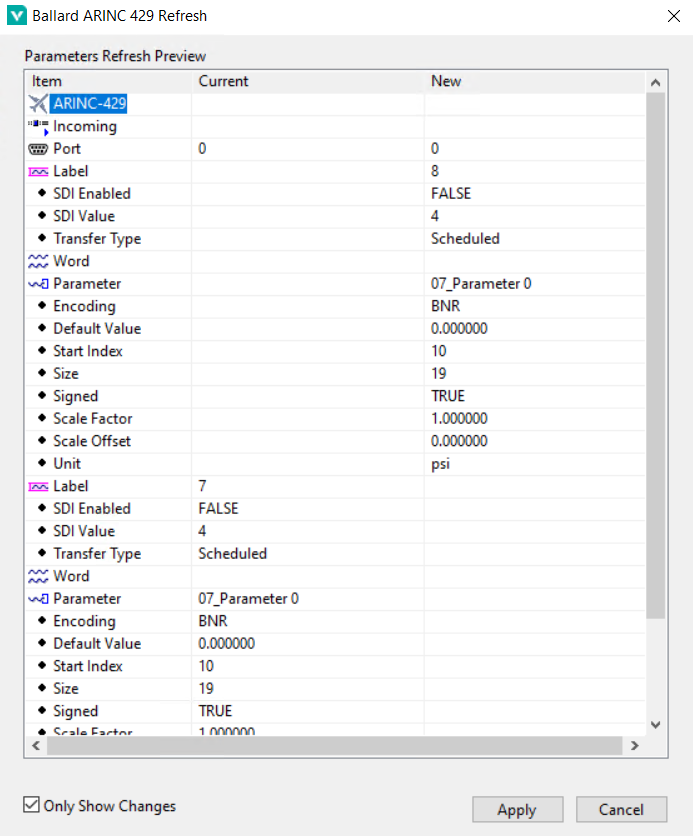 Ballard ARINC 429 Refresh
Parameters Refresh Preview
Item Current New
ARINC-429
Incoming
Port 0 0
Label 8
SDI Enabled FALSE
SDI Value 4
Transfer Type Scheduled
Word
Parameter 07_Parameter 0
Encoding BNR
Default Value 0.000000
Start Index 10
Size 19
Signed TRUE
Scale Factor 1.000000
Scale Offset 0.000000
Unit psi
Label 7
SDI Enabled FALSE
SDI Value 4
Transfer Type Scheduled
Word
Parameter 07_Parameter 0
Encoding BNR
Default Value 0.000000
Start Index 10
Size 19
Signed TRUE
Scale Factor 1.000000
Only Show Changes
Apply Cancel